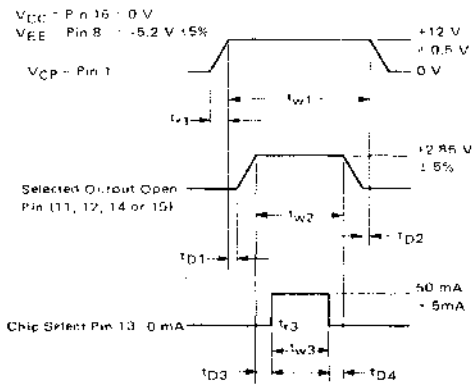 VCC = Pin 16 = 0 V
VEE = Pin 8 = -5.2 V ±5%
+12 V
± 0.5 V
VCP = Pin 1
0 V
tw1
tr1
+2.85 V
± 5%
Selected Output Open
Pin (11, 12, 14 or 15)
tw2
tD1
tD2
50 mA
± 5mA
Chip Select Pin 13 0 mA
tr3
tw3
tD3
tD4